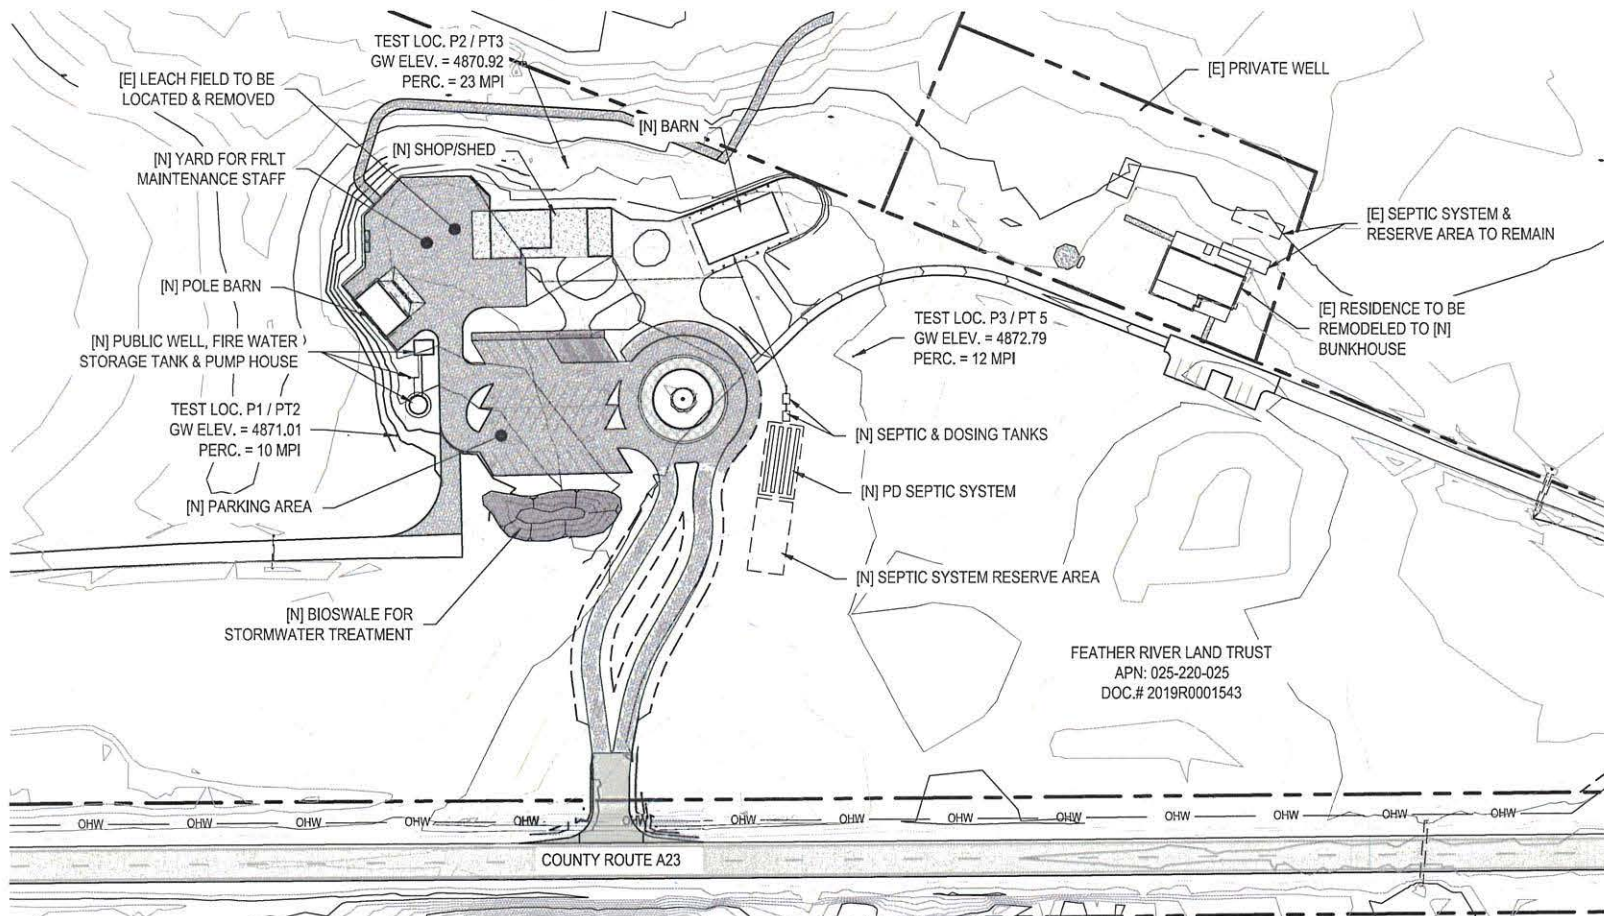 TEST LOC. P2 / PT3
GW ELEV. = 4870.92
PERC. = 23 MPI
[E] LEACH FIELD TO BE
LOCATED & REMOVED
[E] PRIVATE WELL
[N] BARN
[N] SHOP/SHED
[N] YARD FOR FRLT
MAINTENANCE STAFF
[E] SEPTIC SYSTEM &
RESERVE AREA TO REMAIN
[N] POLE BARN
[E] RESIDENCE TO BE
REMODELED TO [N]
BUNKHOUSE
TEST LOC. P3 / PT 5
GW ELEV. = 4872.79
PERC. = 12 MPI
[N] PUBLIC WELL, FIRE WATER
STORAGE TANK & PUMP HOUSE
TEST LOC. P1 / PT2
GW ELEV. = 4871.01
PERC. = 10 MPI
[N] SEPTIC & DOSING TANKS
[N] PD SEPTIC SYSTEM
[N] PARKING AREA
[N] SEPTIC SYSTEM RESERVE AREA
[N] BIOSWALE FOR
STORMWATER TREATMENT
FEATHER RIVER LAND TRUST
APN: 025-220-025
DOC.# 2019R0001543
OHW OHW OHW OHW OHW OHW OHW OHW OHW OHW OHW OHW OHW OHW
COUNTY ROUTE A23